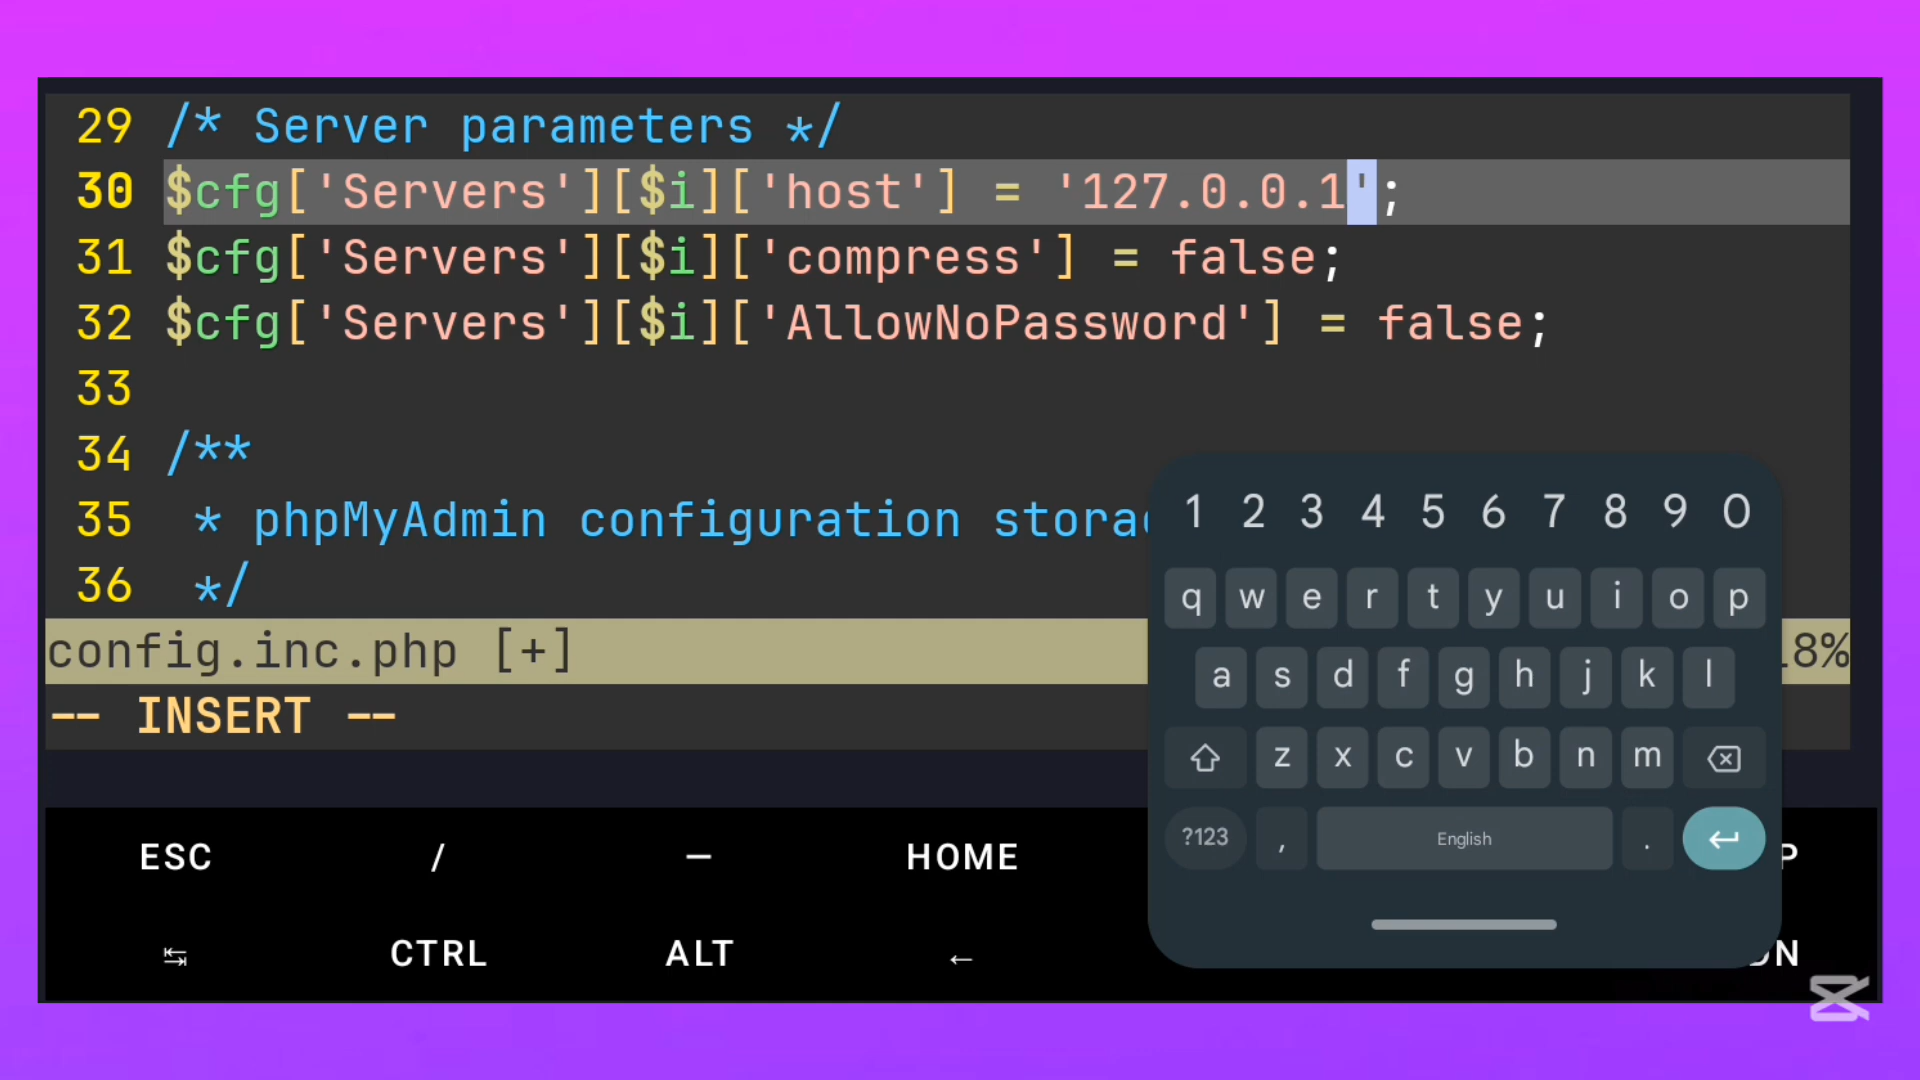 29 /* Server parameters */
30 $cfg['Servers'][$i]['host'] = '127.0.0.1';
31 $cfg['Servers'][$i]['compress'] = false;
32 $cfg['Servers'][$i]['AllowNoPassword'] = false;
33
34 /**
35  * phpMyAdmin configuration
36  */
config.inc.php [+] 8%
-- INSERT --
1 2 3 4 5 6 7 8 9 0
q w e r t y u i o p
a s d f g h j k l
z x c v b n m
?123 , English .
ESC / — HOME
↹ CTRL ALT ←